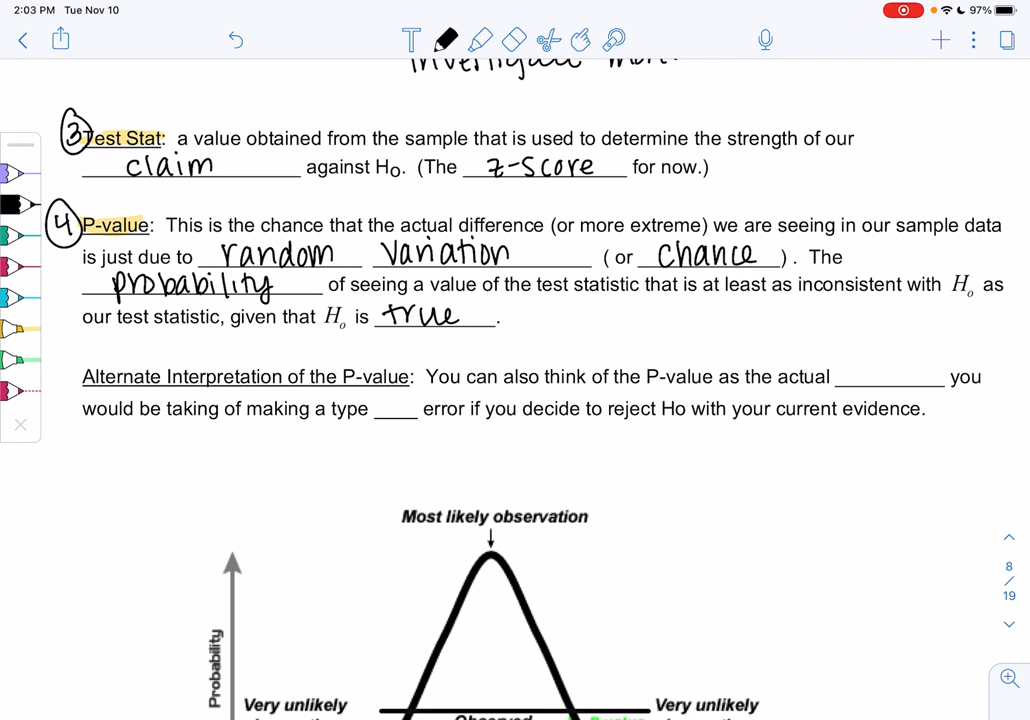 2:03 PM Tue Nov 10
97%
investigate more.
3 Test Stat: a value obtained from the sample that is used to determine the strength of our
claim against Ho. (The z-score for now.)
4 P-value: This is the chance that the actual difference (or more extreme) we are seeing in our sample data
is just due to random variation ( or chance ). The
probability of seeing a value of the test statistic that is at least as inconsistent with Ho as
our test statistic, given that Ho is true.
Alternate Interpretation of the P-value: You can also think of the P-value as the actual __________ you
would be taking of making a type ____ error if you decide to reject Ho with your current evidence.
Most likely observation
8
/
19
Probability
Very unlikely
Very unlikely
Observed
P-value